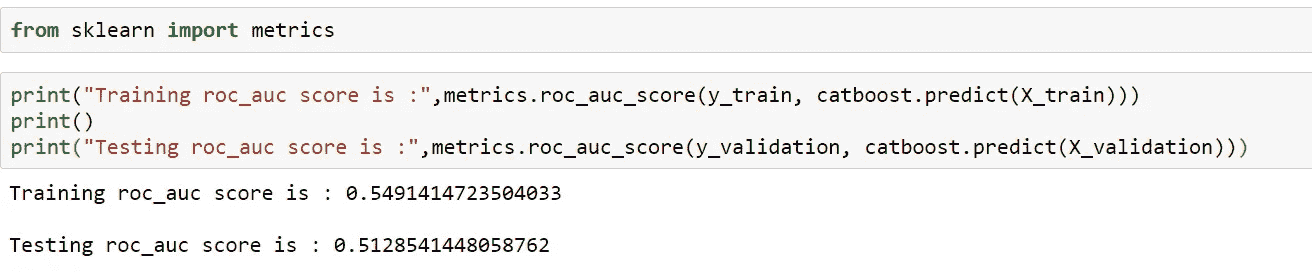 from sklearn import metrics
print("Training roc_auc score is :",metrics.roc_auc_score(y_train, catboost.predict(X_train)))
print()
print("Testing roc_auc score is :",metrics.roc_auc_score(y_validation, catboost.predict(X_validation)))
Training roc_auc score is : 0.5491414723504033
Testing roc_auc score is : 0.5128541448058762